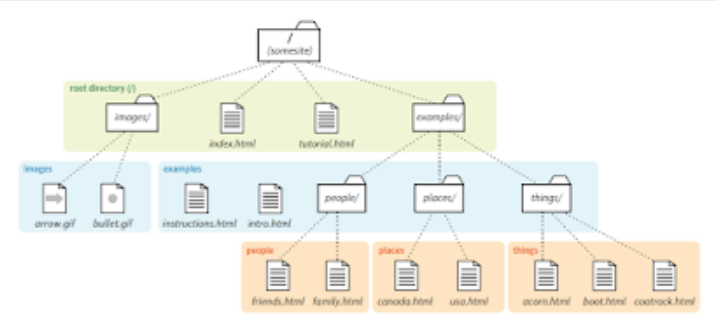 /
(somesite)
root directory (/)
images/
index.html
tutorial.html
examples/
images
arrow.gif
bullet.gif
examples
instructions.html
intro.html
people/
places/
things/
people
friends.html
family.html
places
canada.html
usa.html
things
acorn.html
boot.html
coatrack.html